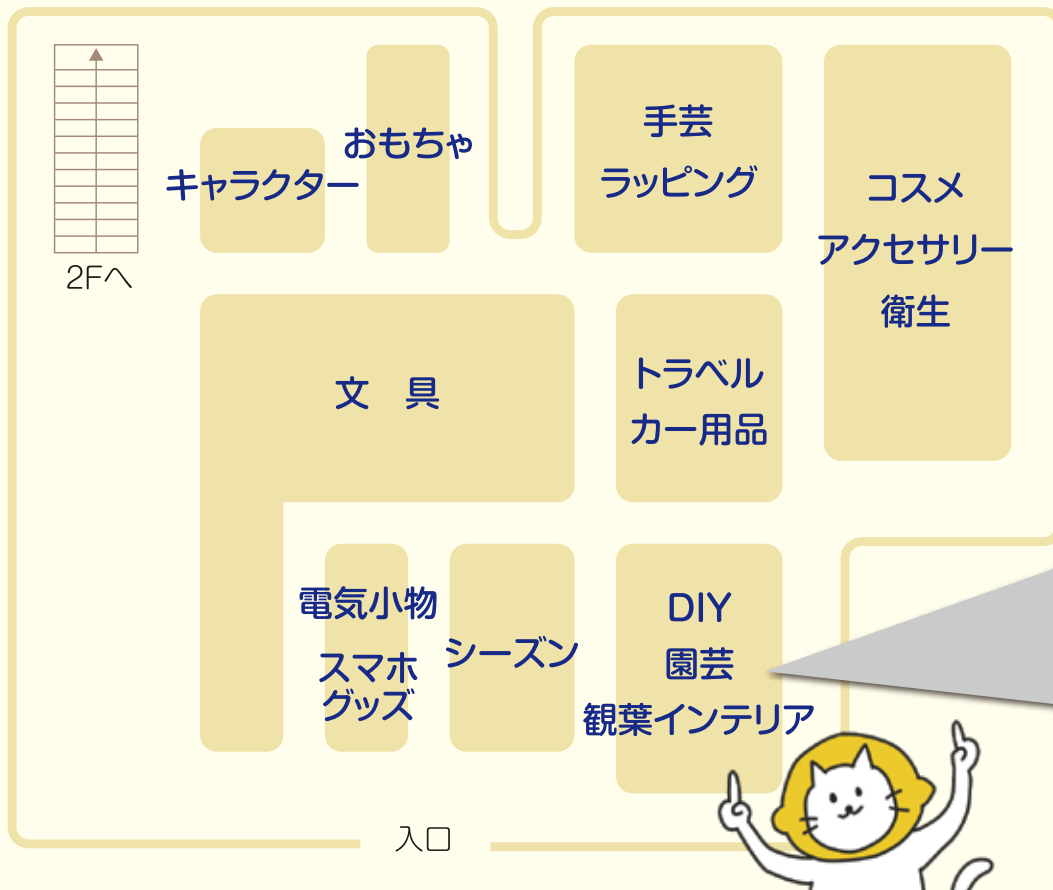 おもちゃ
キャラクター
2Fへ
手芸
ラッピング
コスメ
アクセサリー
衛生
文　具
トラベル
カー用品
電気小物
スマホ
グッズ
シーズン
DIY
園芸
観葉インテリア
入口